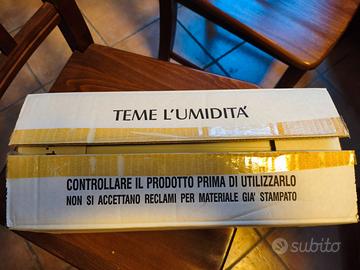 TEME L'UMIDITÀ
CONTROLLARE IL PRODOTTO PRIMA DI UTILIZZARLO
NON SI ACCETTANO RECLAMI PER MATERIALE GIA' STAMPATO
subito